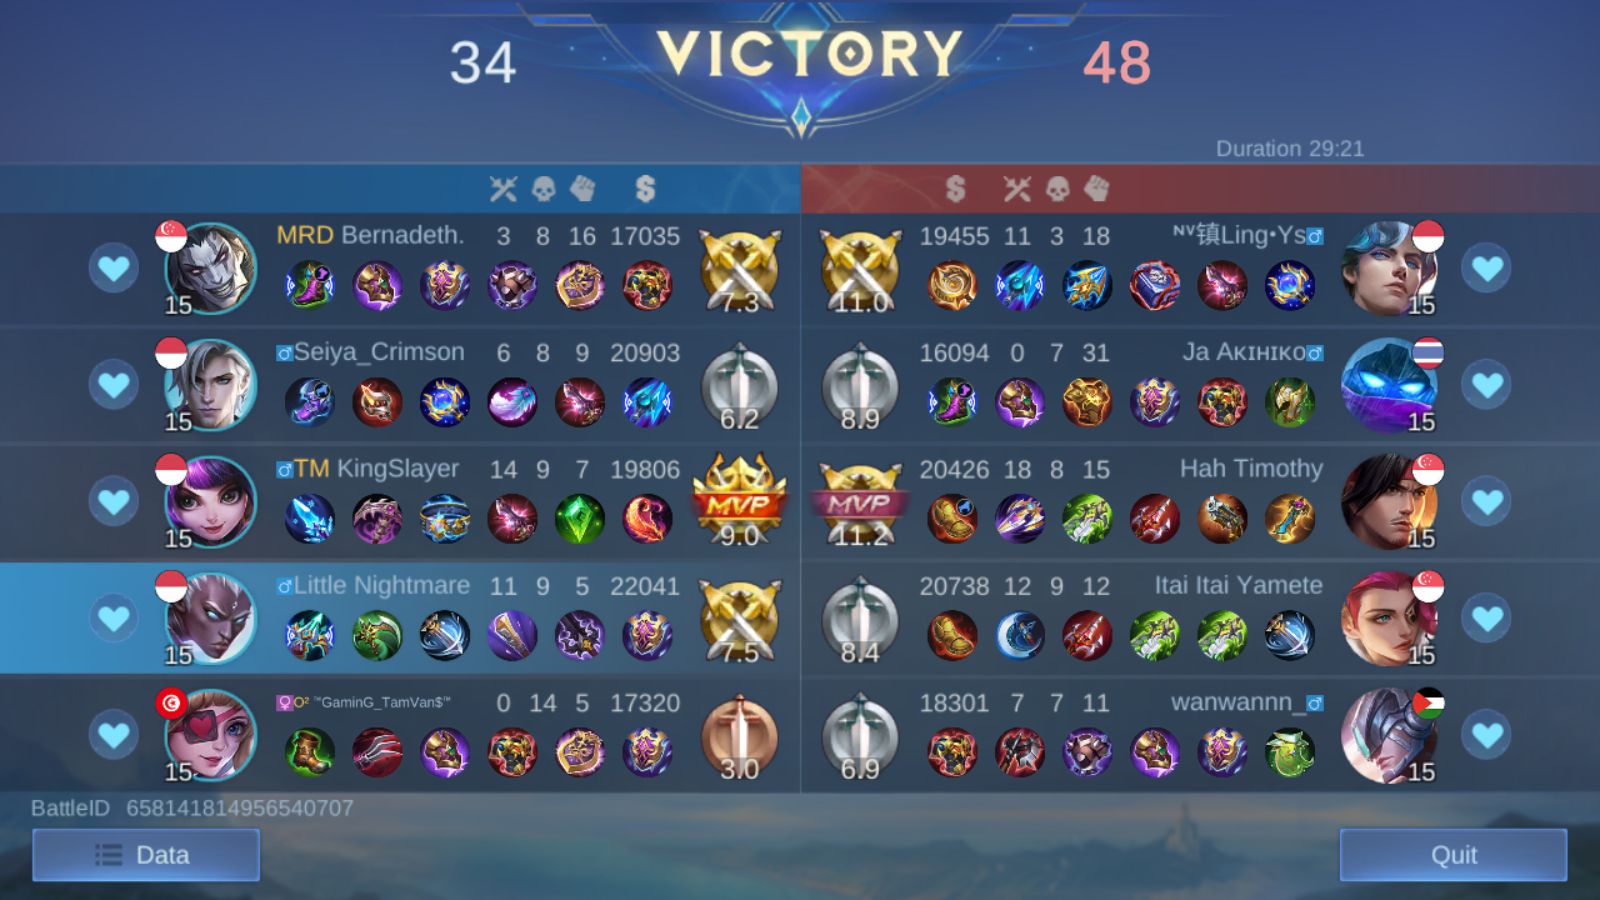 34 VICTORY 48
Duration 29:21
MRD Bernadeth. 3 8 16 17035
15 7.3
11.0 19455 11 3 18 ᴺⱽ镇Ling•Ys♂
15
♂Seiya_Crimson 6 8 9 20903
15 6.2
8.9 16094 0 7 31 Ja Aᴋɪʜɪᴋᴏ♂
15
♂TM KingSlayer 14 9 7 19806
15 MVP 9.0
MVP 11.2 20426 18 8 15 Hah Timothy
15
♂Little Nightmare 11 9 5 22041
15 7.5
8.4 20738 12 9 12 Itai Itai Yamete
15
♀O² ™GaminG_TamVan$™ 0 14 5 17320
15 3.0
6.9 18301 7 7 11 wanwannn_♂
15
BattleID 658141814956540707
Data
Quit